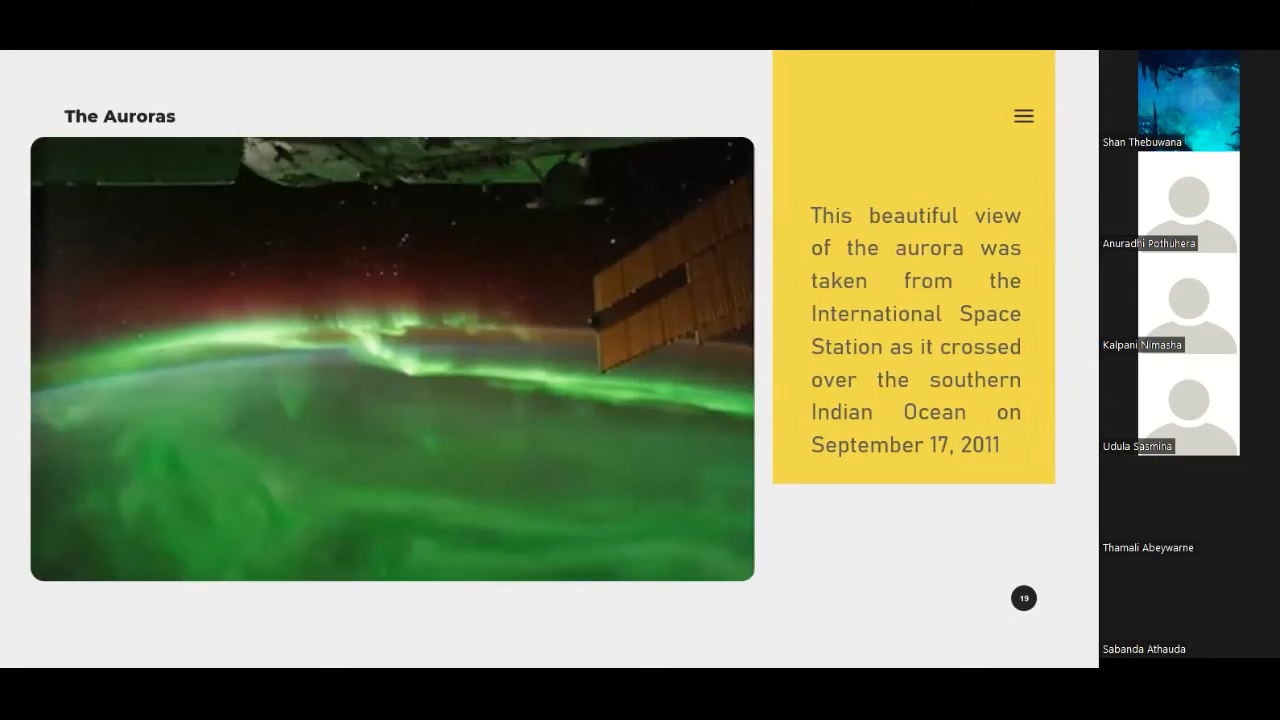 The Auroras
This beautiful view
of the aurora was
taken from the
International Space
Station as it crossed
over the southern
Indian Ocean on
September 17, 2011
19
Shan Thebuwana
Anuradhi Pothuhera
Kalpani Nimasha
Udula Sasmina
Thamali Abeywarne
Sabanda Athauda